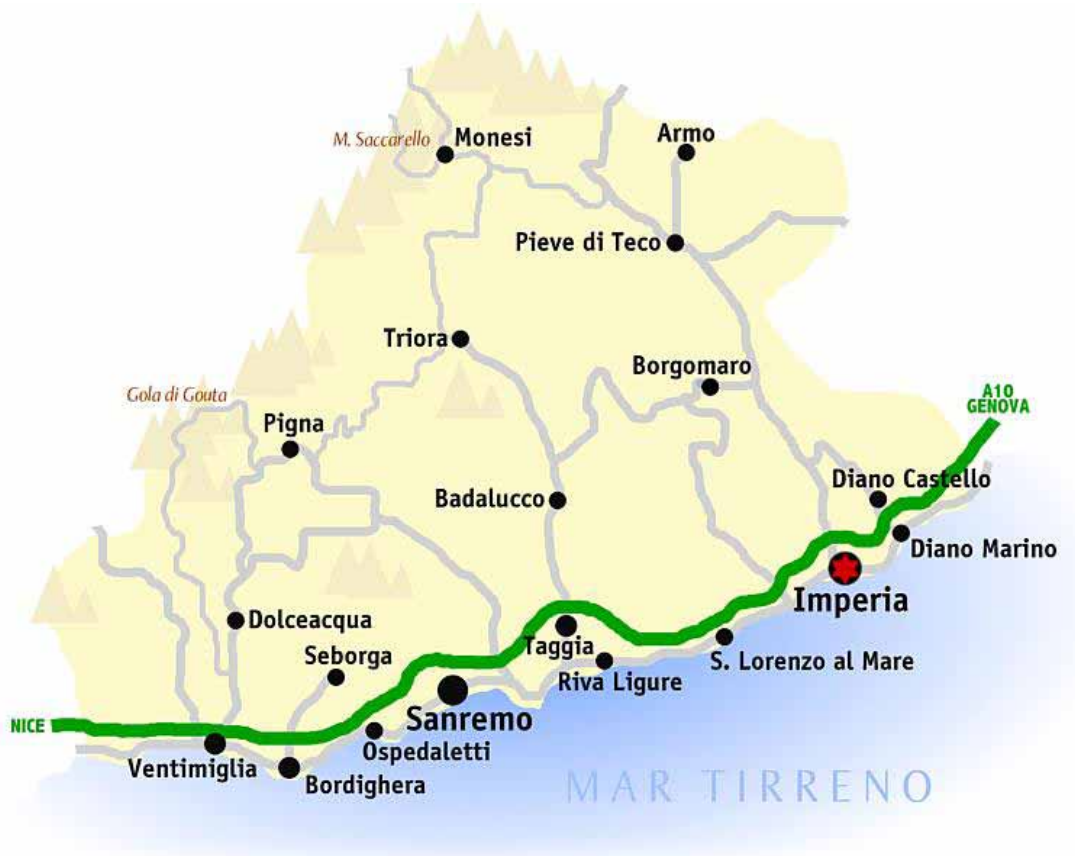 Armo
M. Saccarello
Monesi
Pieve di Teco
Triora
Borgomaro
Gola di Gouta
A10
GENOVA
Pigna
Diano Castello
Badalucco
Diano Marino
Imperia
Dolceacqua
Taggia
Seborga
S. Lorenzo al Mare
Riva Ligure
NICE
Sanremo
Ospedaletti
Ventimiglia
Bordighera
MAR TIRRENO